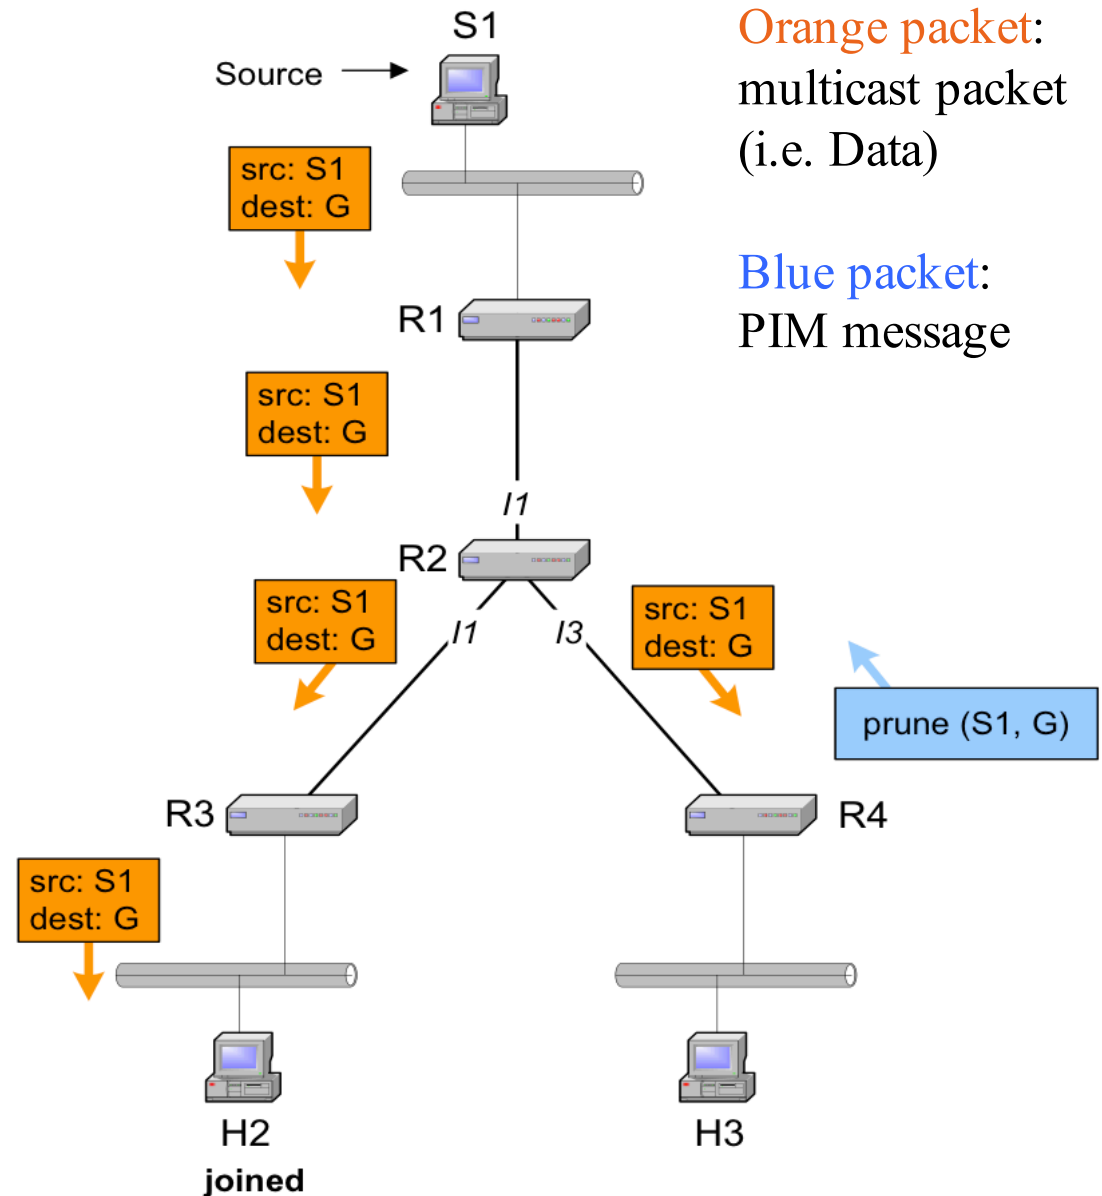 S1
Source
Orange packet:
multicast packet
(i.e. Data)
src: S1
dest: G
Blue packet:
PIM message
R1
src: S1
dest: G
I1
R2
src: S1
dest: G
I1
I3
src: S1
dest: G
prune (S1, G)
R3
R4
src: S1
dest: G
H2
joined
H3